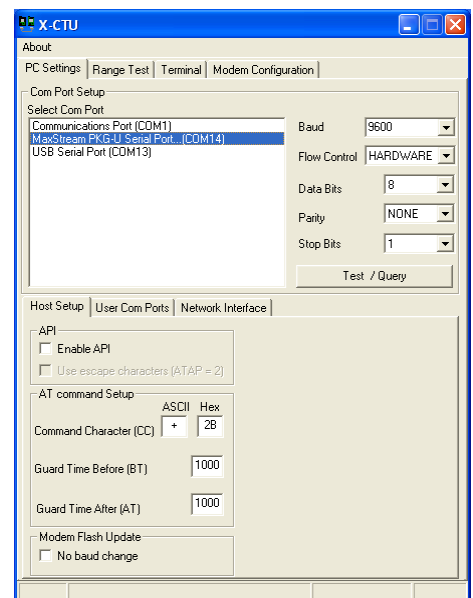 X-CTU
About
PC Settings Range Test Terminal Modem Configuration
Com Port Setup
Select Com Port
Communications Port (COM1)
MaxStream PKG-U Serial Port...(COM14)
USB Serial Port (COM13)
Baud 9600
Flow Control HARDWARE
Data Bits 8
Parity NONE
Stop Bits 1
Test / Query
Host Setup User Com Ports Network Interface
API
Enable API
Use escape characters (ATAP = 2)
AT command Setup
ASCII Hex
Command Character (CC) + 2B
Guard Time Before (BT) 1000
Guard Time After (AT) 1000
Modem Flash Update
No baud change